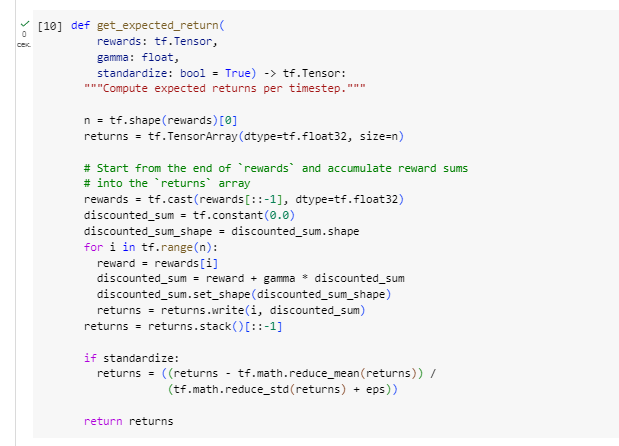 [10] def get_expected_return(
rewards: tf.Tensor,
gamma: float,
standardize: bool = True) -> tf.Tensor:
"""Compute expected returns per timestep."""
n = tf.shape(rewards)[0]
returns = tf.TensorArray(dtype=tf.float32, size=n)
# Start from the end of `rewards` and accumulate reward sums
# into the `returns` array
rewards = tf.cast(rewards[::-1], dtype=tf.float32)
discounted_sum = tf.constant(0.0)
discounted_sum_shape = discounted_sum.shape
for i in tf.range(n):
reward = rewards[i]
discounted_sum = reward + gamma * discounted_sum
discounted_sum.set_shape(discounted_sum_shape)
returns = returns.write(i, discounted_sum)
returns = returns.stack()[::-1]
if standardize:
returns = ((returns - tf.math.reduce_mean(returns)) /
(tf.math.reduce_std(returns) + eps))
return returns
0
сек.